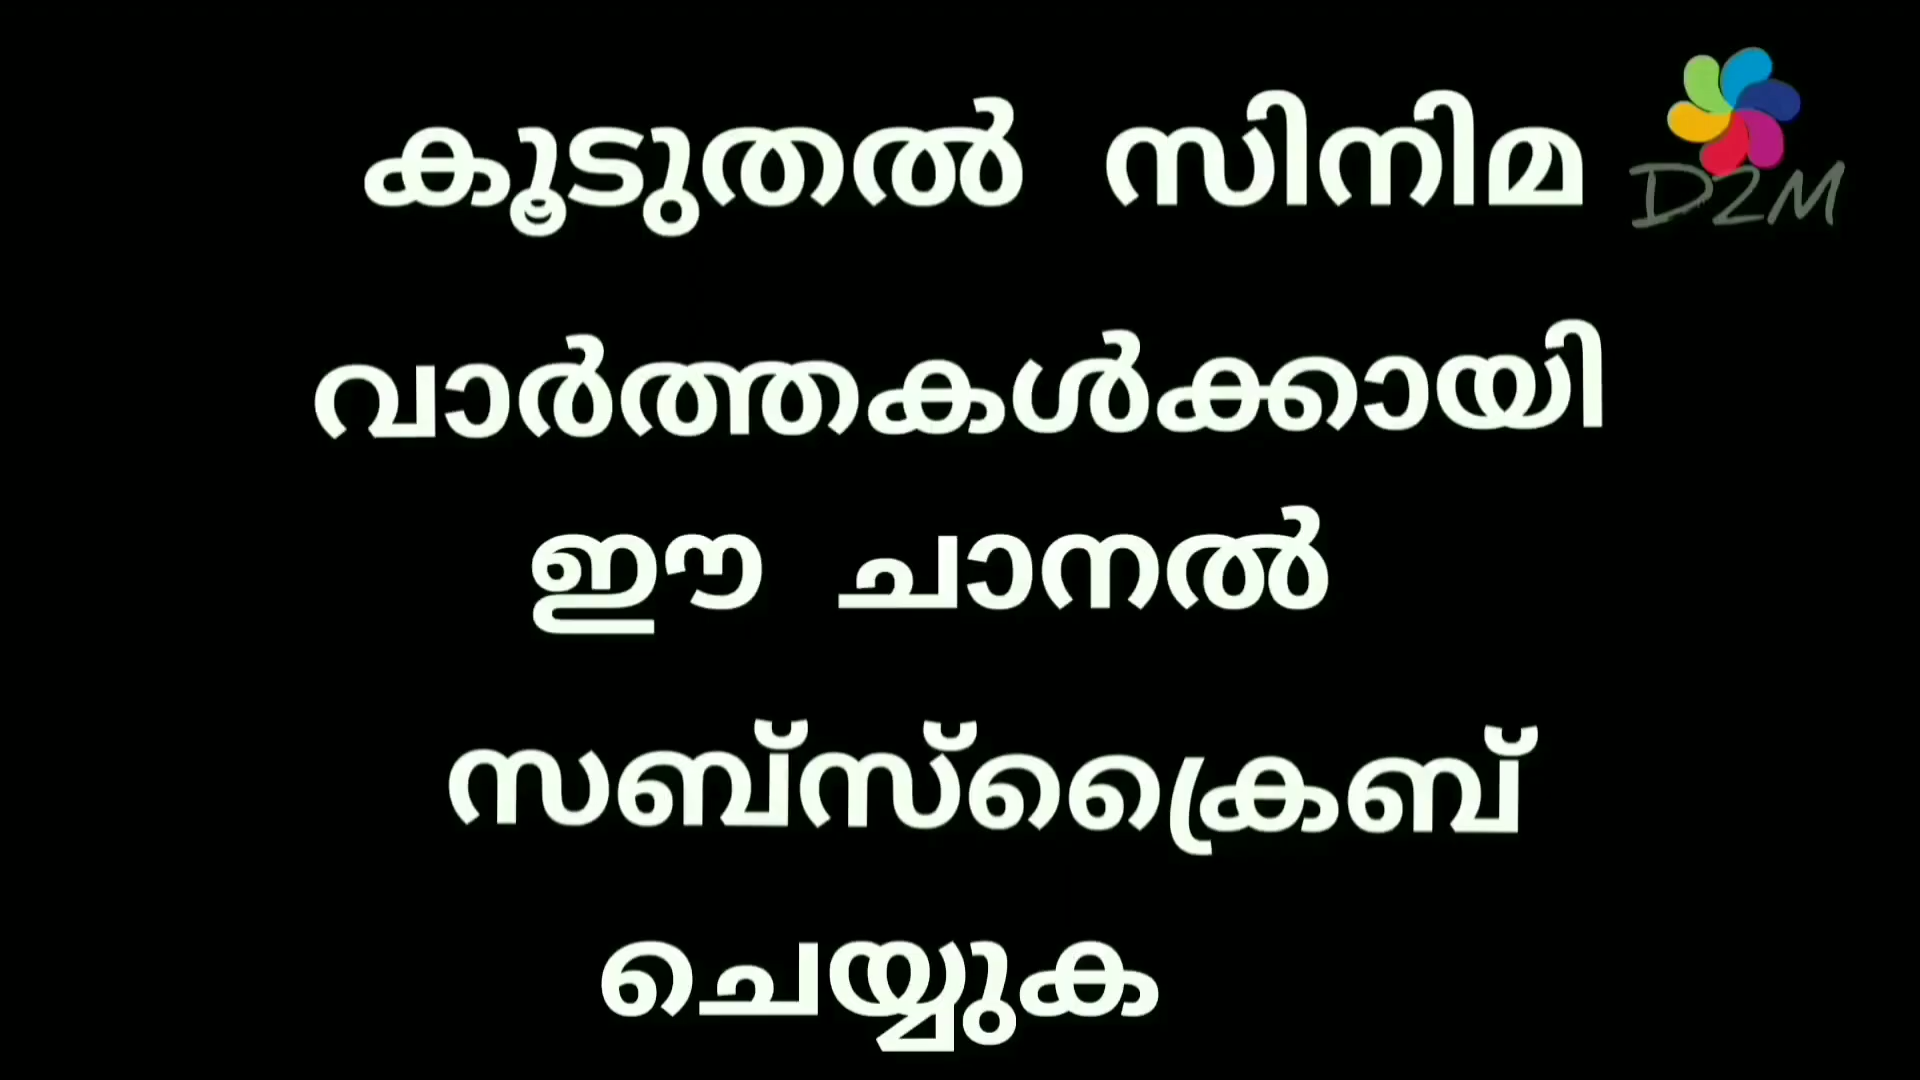 കൂടുതൽ സിനിമ
D2M
വാർത്തകൾക്കായി
ഈ ചാനൽ
സബ്സ്ക്രൈബ്
ചെയ്യുക